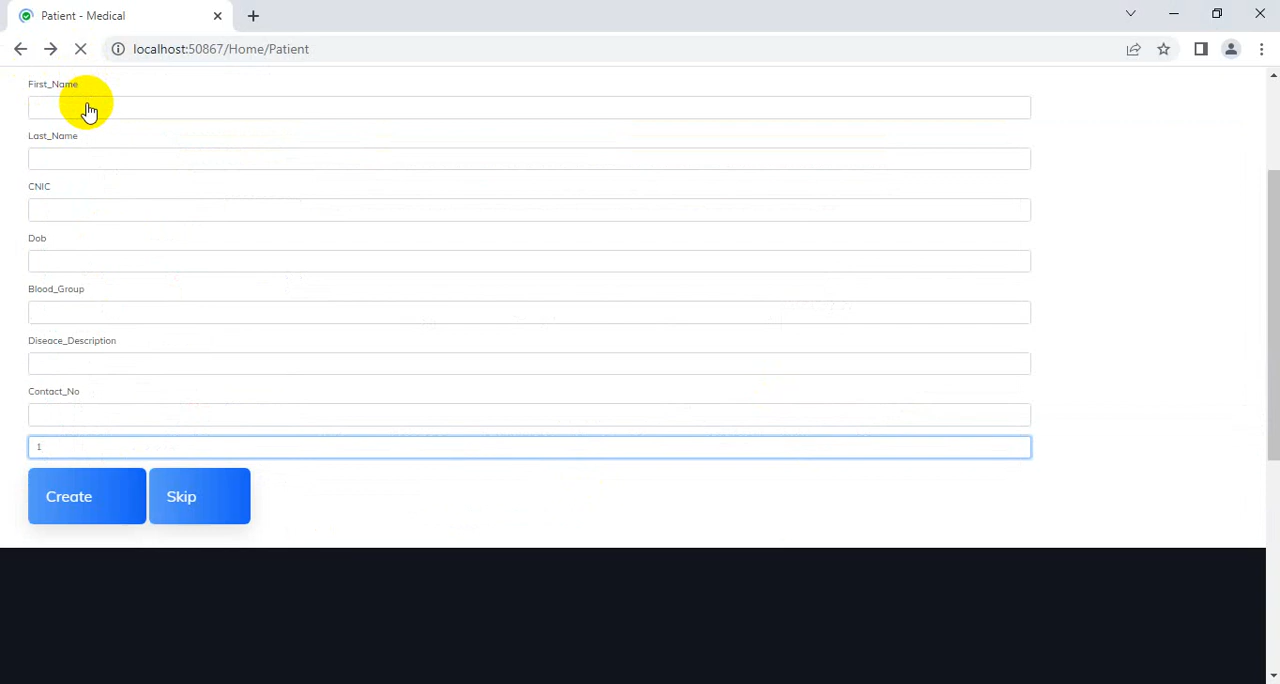 Patient - Medical
localhost:50867/Home/Patient
First_Name
Last_Name
CNIC
Dob
Blood_Group
Diseace_Description
Contact_No
1
Create
Skip